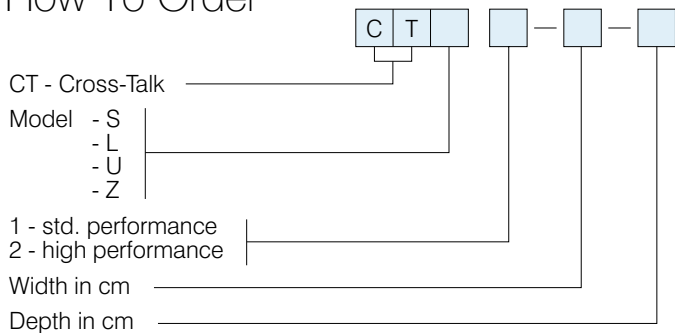 How To Order
C T — —
CT - Cross-Talk
Model - S
- L
- U
- Z
1 - std. performance
2 - high performance
Width in cm
Depth in cm